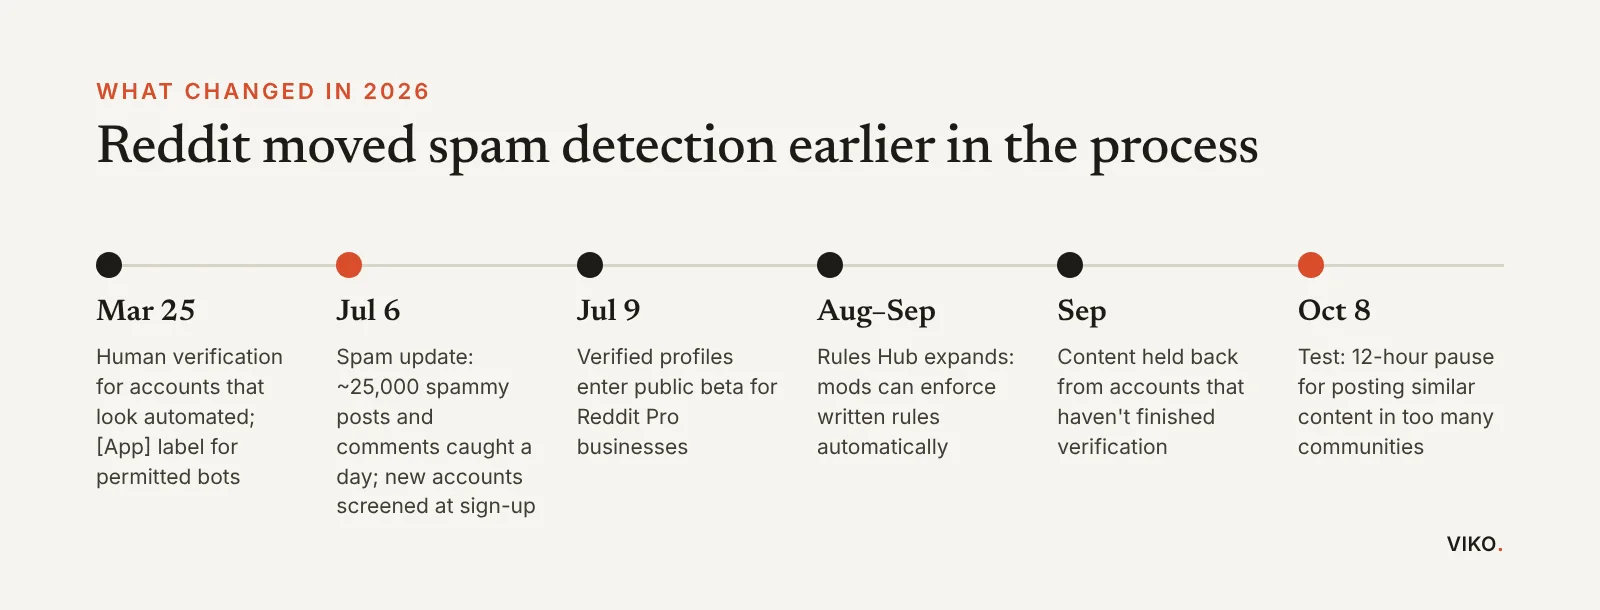 WHAT CHANGED IN 2026
Reddit moved spam detection earlier in the process
Mar 25
Human verification
for accounts that
look automated;
[App] label for
permitted bots
Jul 6
Spam update:
~25,000 spammy
posts and
comments caught a
day; new accounts
screened at sign-up
Jul 9
Verified profiles
enter public beta for
Reddit Pro
businesses
Aug–Sep
Rules Hub expands:
mods can enforce
written rules
automatically
Sep
Content held back
from accounts that
haven't finished
verification
Oct 8
Test: 12-hour pause
for posting similar
content in too many
communities
VIKO.